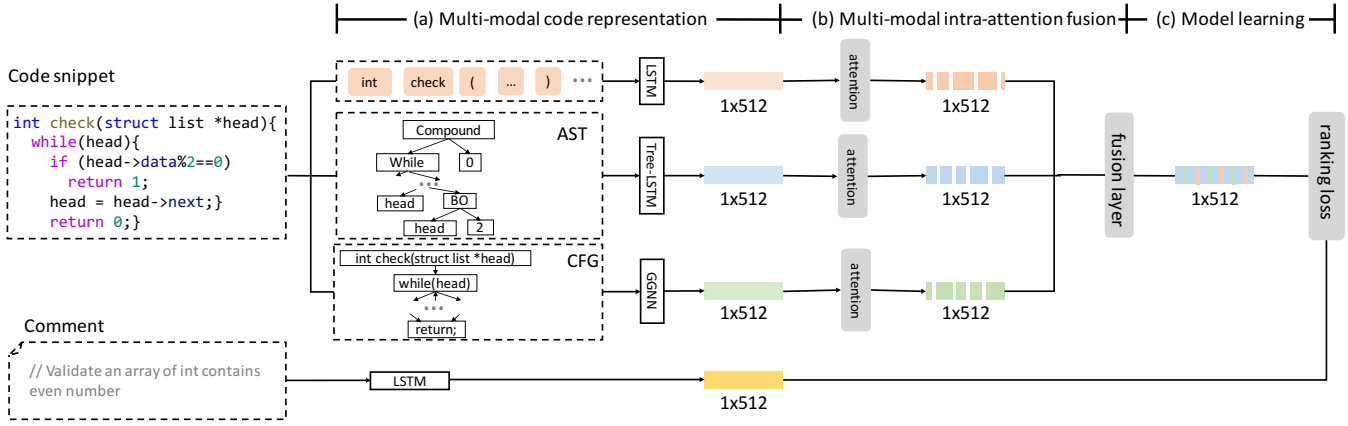 (a) Multi-modal code representation
(b) Multi-modal intra-attention fusion
(c) Model learning
Code snippet
int check(struct list *head){
while(head){
if (head->data%2==0)
return 1;
head = head->next;}
return 0;}
int check ( ... ) ...
LSTM
1x512
attention
1x512
AST
Compound
While 0
...
head BO
head 2
Tree-LSTM
1x512
attention
1x512
CFG
int check(struct list *head)
while(head)
...
return;
GGNN
1x512
attention
1x512
fusion layer
1x512
ranking loss
Comment
// Validate an array of int contains
even number
LSTM
1x512